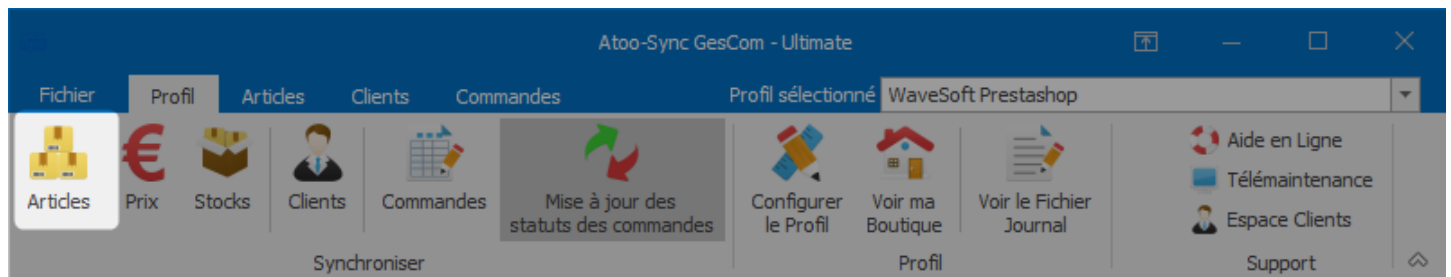 Atoo-Sync GesCom - Ultimate
Fichier Profil Articles Clients Commandes Profil sélectionné WaveSoft Prestashop
Articles Prix Stocks Clients Commandes Mise à jour des statuts des commandes Configurer le Profil Voir ma Boutique Voir le Fichier Journal
Aide en Ligne
Télémaintenance
Espace Clients
Synchroniser Profil Support